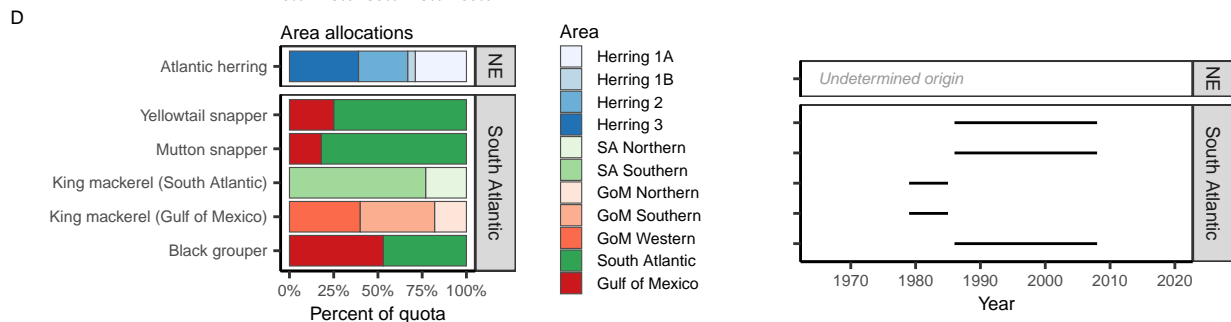 D
Area allocations
Atlantic herring
NE
Yellowtail snapper
Mutton snapper
King mackerel (South Atlantic)
King mackerel (Gulf of Mexico)
Black grouper
South Atlantic
0% 25% 50% 75% 100%
Percent of quota
Area
Herring 1A
Herring 1B
Herring 2
Herring 3
SA Northern
SA Southern
GoM Northern
GoM Southern
GoM Western
South Atlantic
Gulf of Mexico
Undetermined origin
NE
South Atlantic
1970 1980 1990 2000 2010 2020
Year